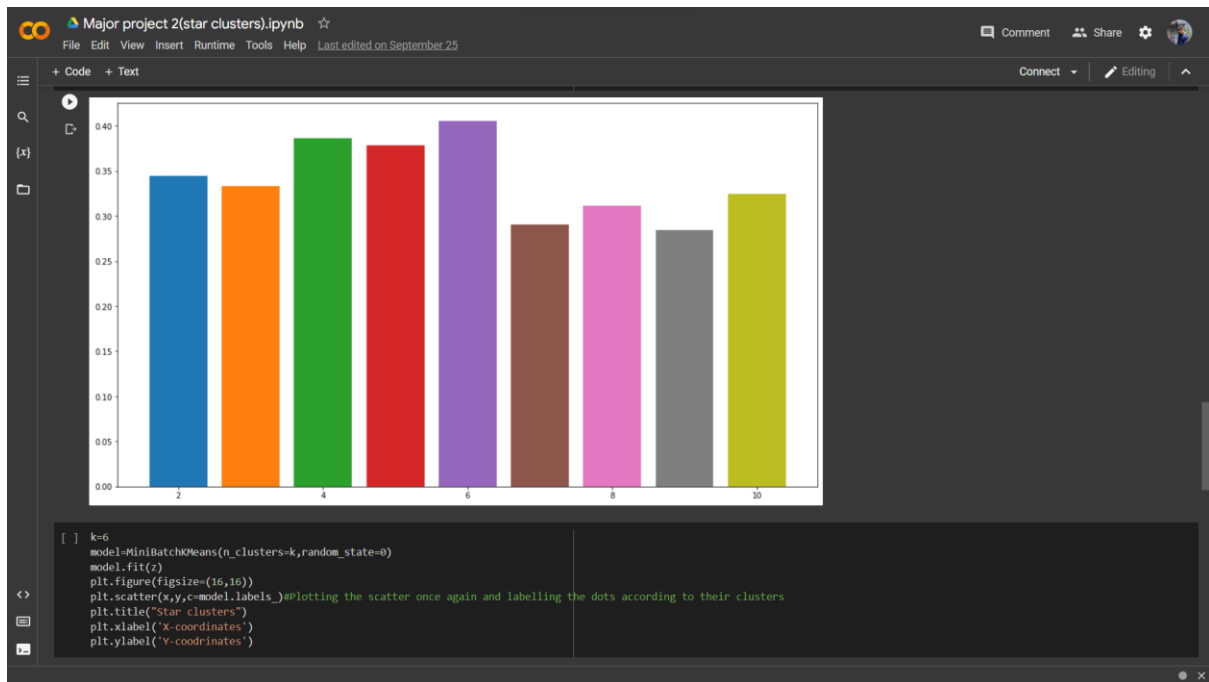 Major project 2(star clusters).ipynb
File Edit View Insert Runtime Tools Help Last edited on September 25
Comment Share
+ Code + Text
Connect Editing
{x}
0.40
0.35
0.30
0.25
0.20
0.15
0.10
0.05
0.00
2 4 6 8 10
[ ] k=6
model=MiniBatchKMeans(n_clusters=k,random_state=0)
model.fit(z)
plt.figure(figsize=(16,16))
plt.scatter(x,y,c=model.labels_)#Plotting the scatter once again and labelling the dots according to their clusters
plt.title("Star clusters")
plt.xlabel('X-coordinates')
plt.ylabel('Y-coodrinates')